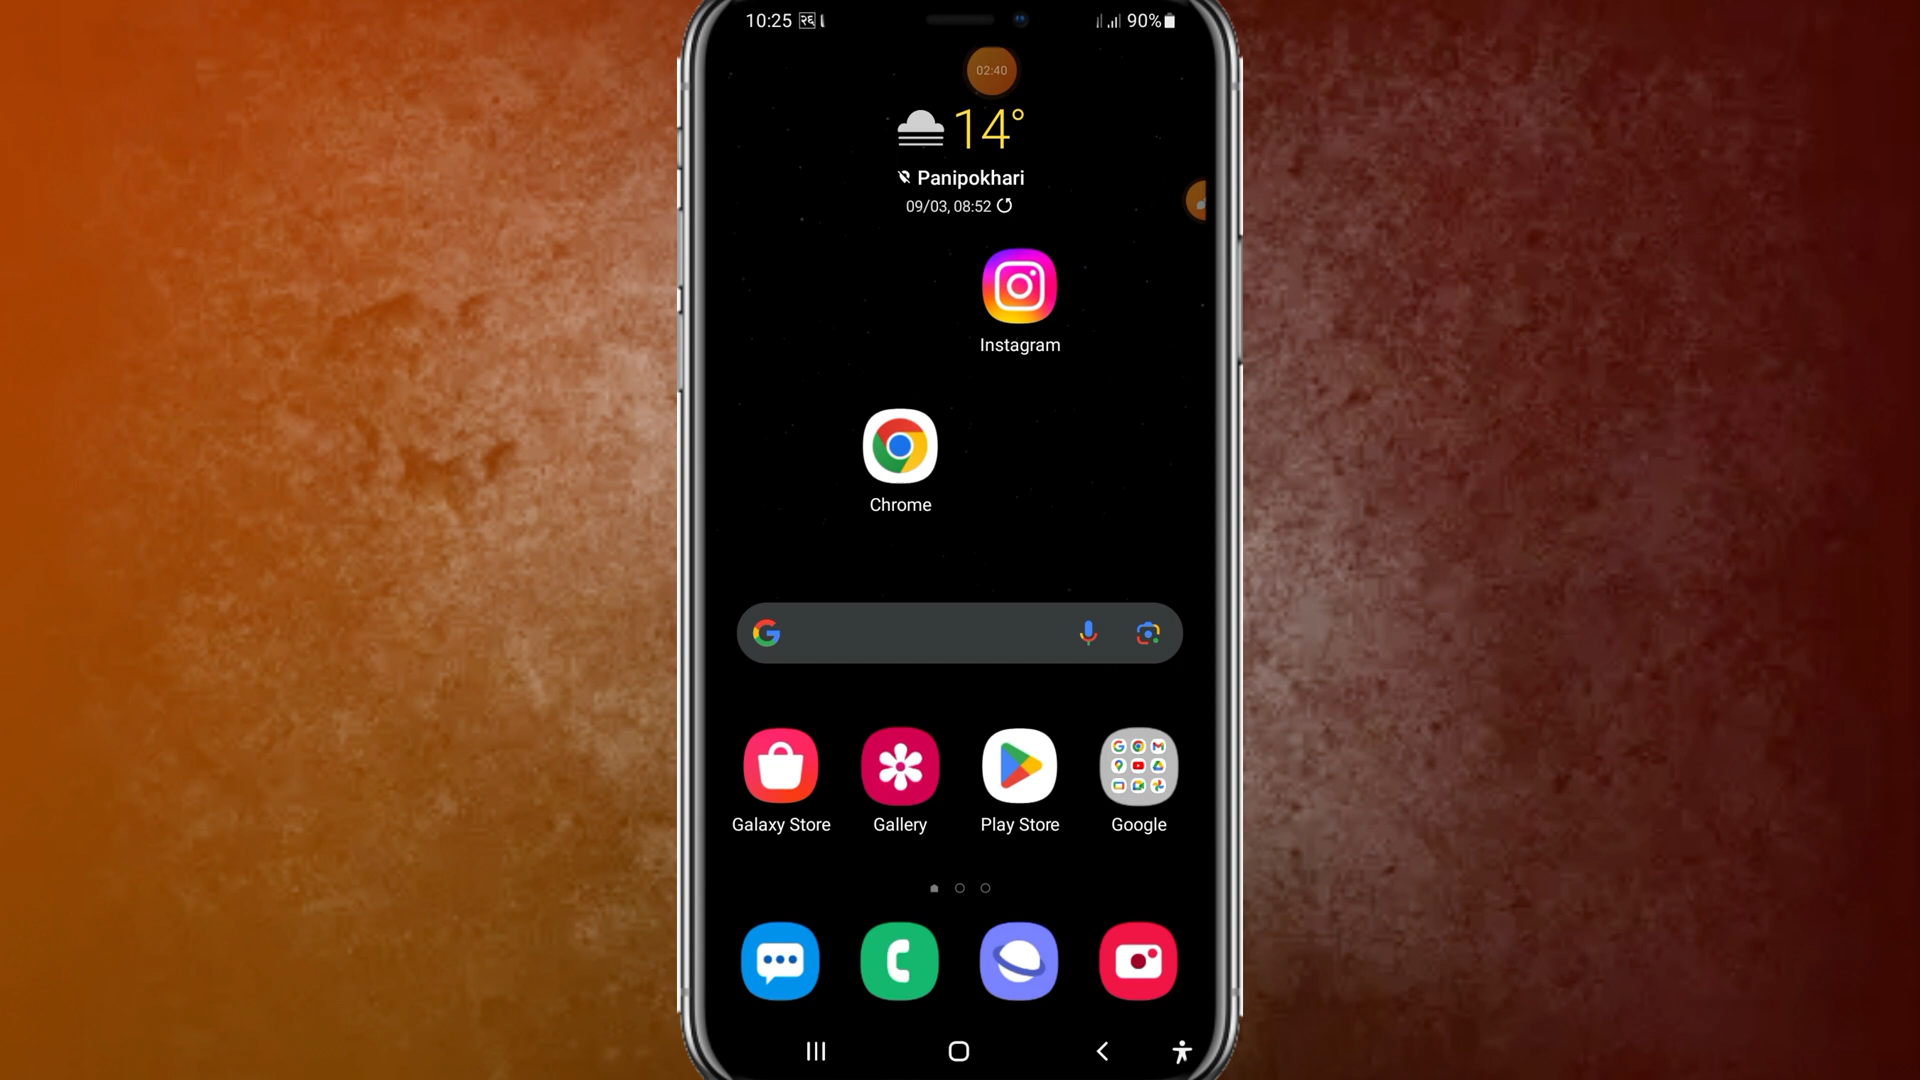 10:25 २६
90%
02:40
14°
Panipokhari
09/03, 08:52
Instagram
Chrome
Galaxy Store
Gallery
Play Store
Google